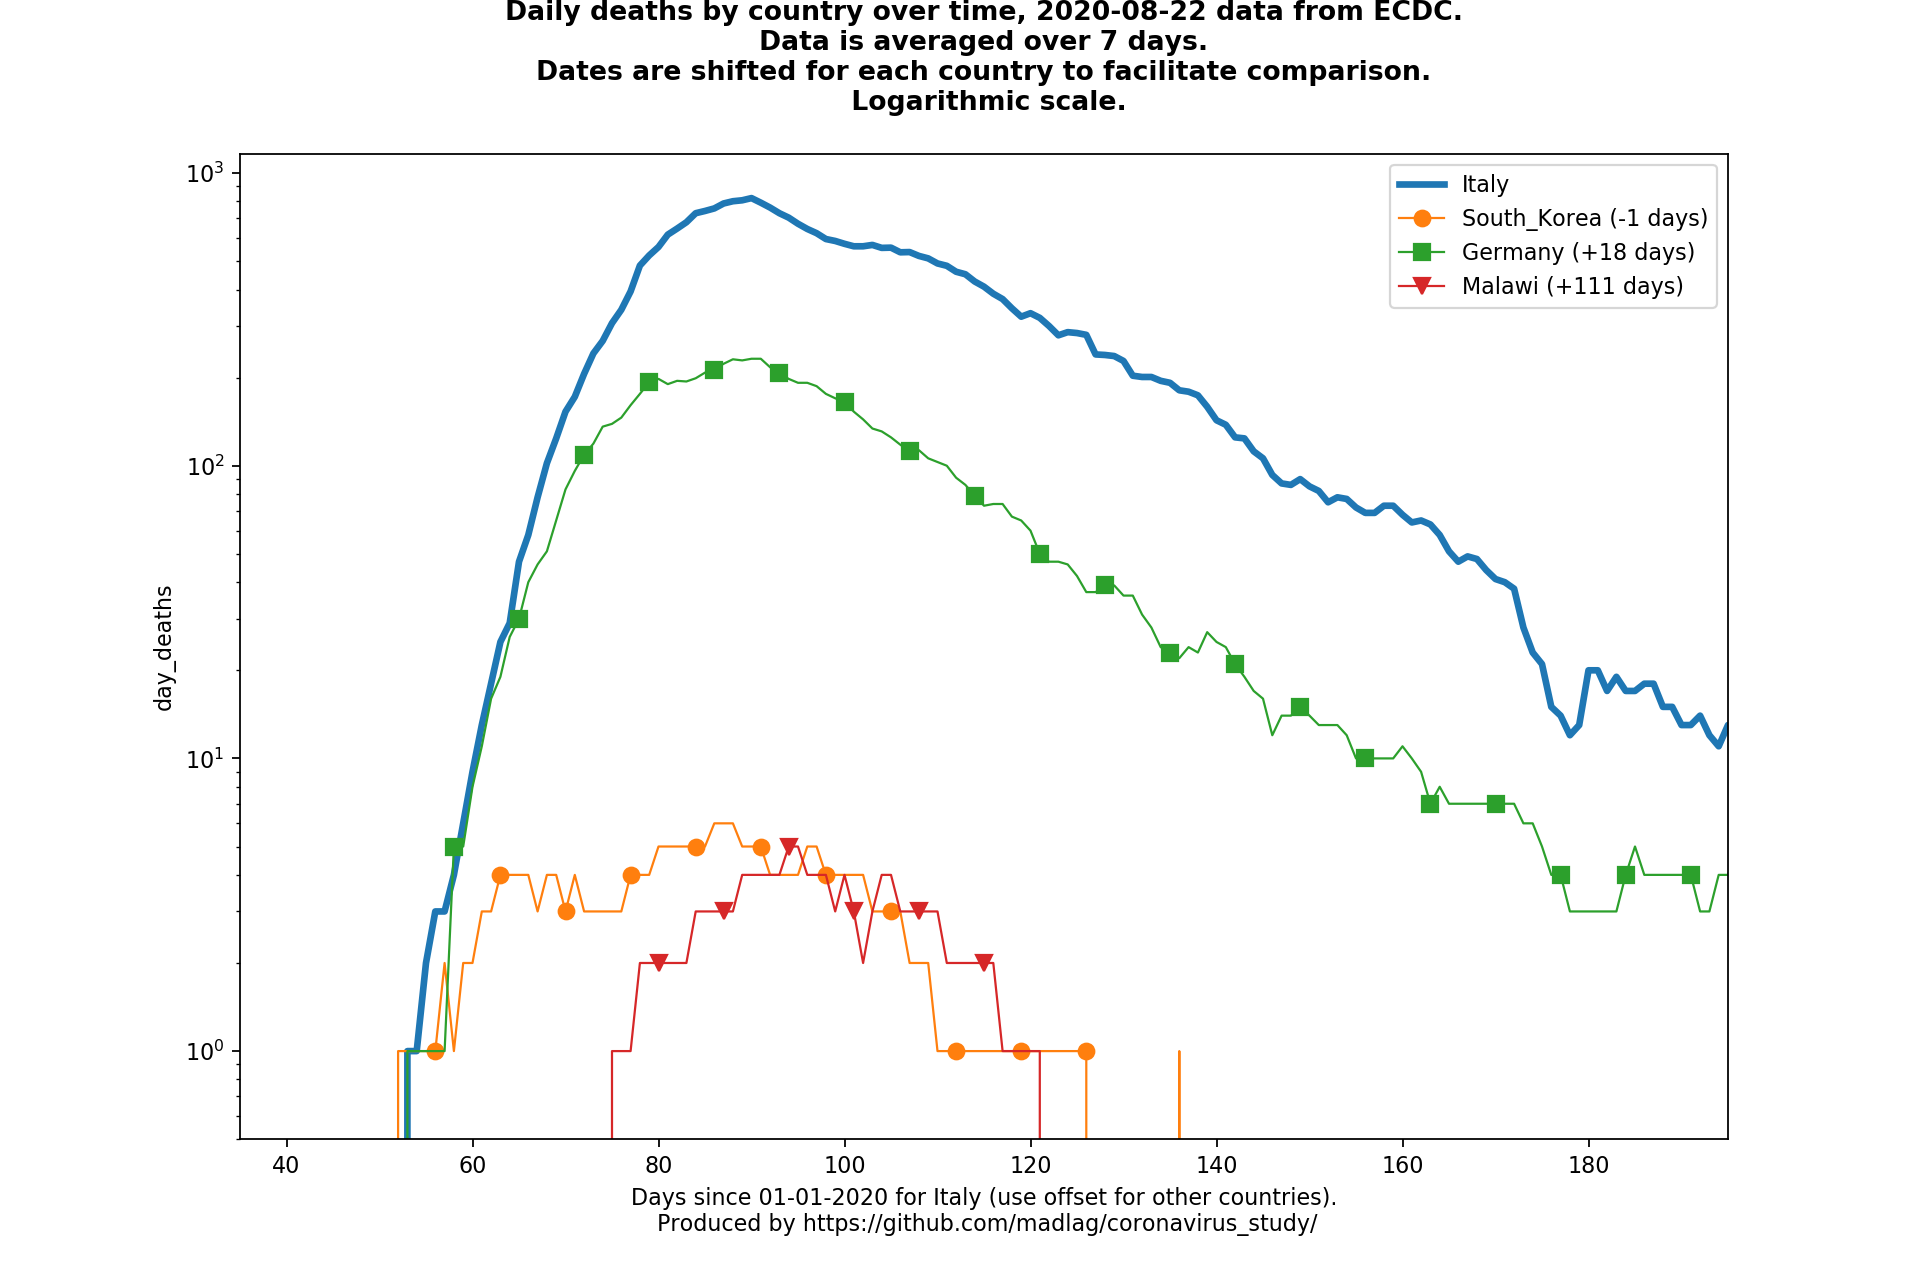 Daily deaths by country over time, 2020-08-22 data from ECDC.
Data is averaged over 7 days.
Dates are shifted for each country to facilitate comparison.
Logarithmic scale.
Italy
South_Korea (-1 days)
Germany (+18 days)
Malawi (+111 days)
day_deaths
10³
10²
10¹
10⁰
40 60 80 100 120 140 160 180
Days since 01-01-2020 for Italy (use offset for other countries).
Produced by https://github.com/madlag/coronavirus_study/